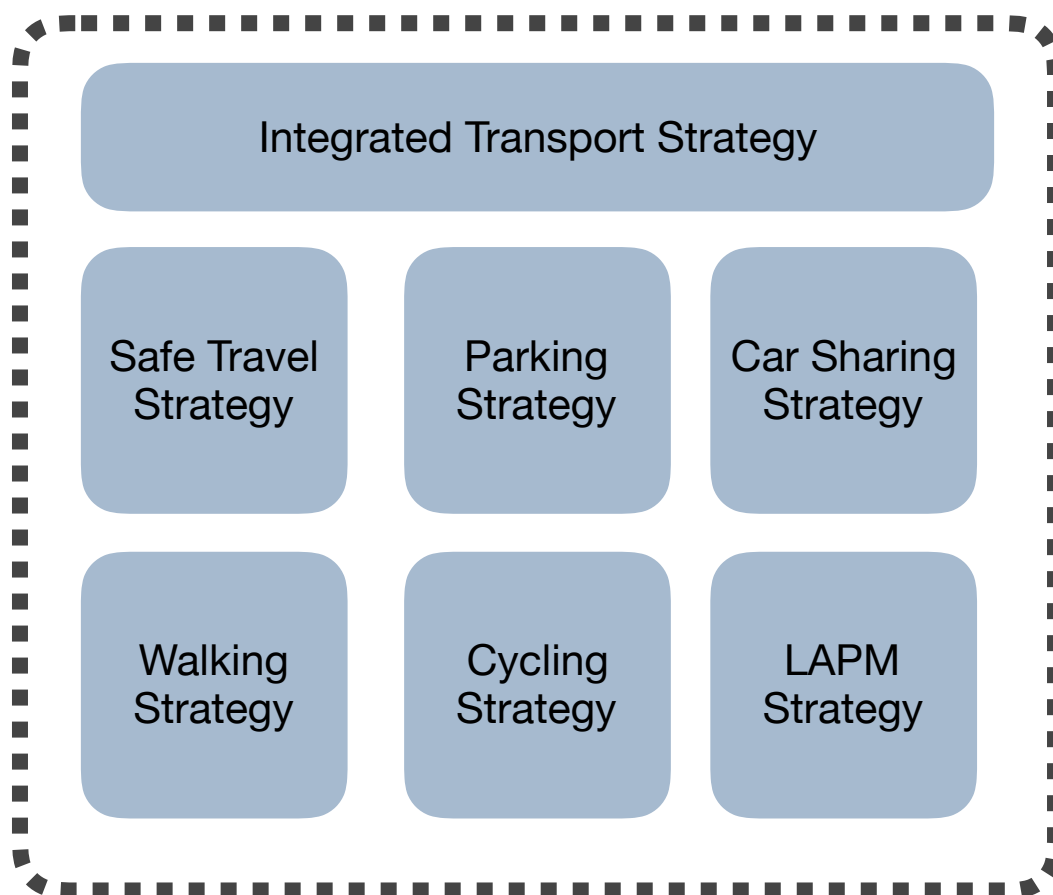 Integrated Transport Strategy
Safe Travel
Strategy
Parking
Strategy
Car Sharing
Strategy
Walking
Strategy
Cycling
Strategy
LAPM
Strategy